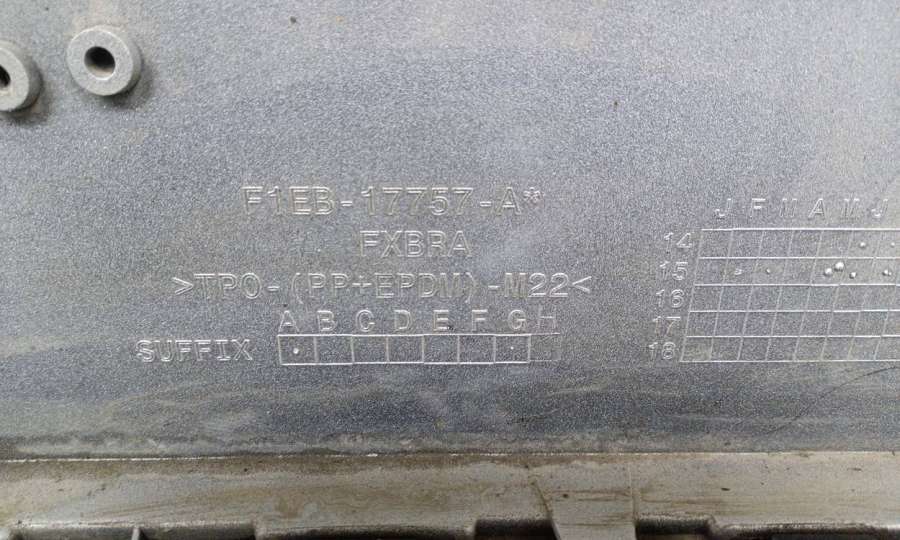 F1EB-17757-A*
FXBRA
>TPO-(PP+EPDM)-M22<
A B C D E F G H
SUFFIX
J F M A M J
14
15
16
17
18